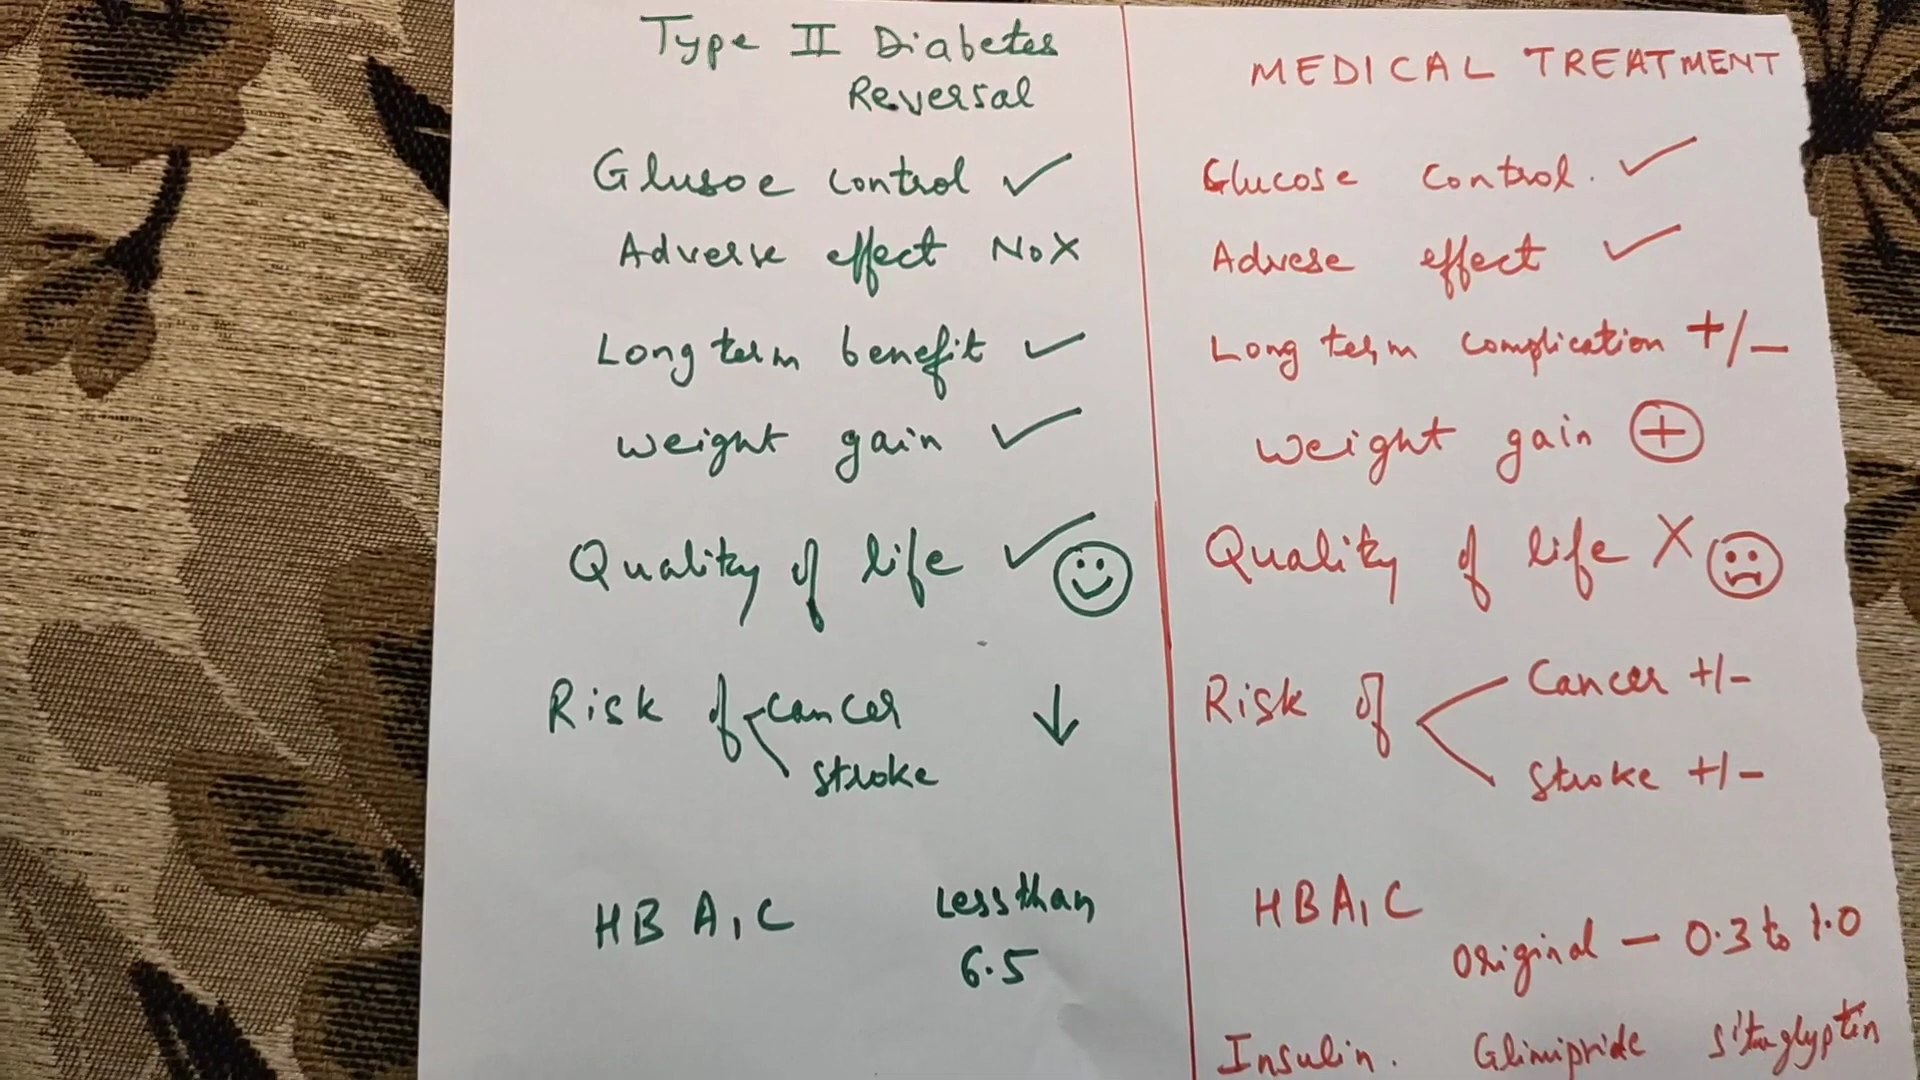 Type II Diabetes
Reversal
Glusoe control ✓
Adverse effect No X
Long term benefit ✓
weight gain ✓
Quality of life ✓
Risk of cancer ↓
stroke
HB A1C Less than
6.5
MEDICAL TREATMENT
Glucose control. ✓
Advese effect ✓
Long term complication +/-
weight gain +
Quality of life X
Risk of Cancer +/-
Stroke +/-
HBA1C
Original - 0.3 to 1.0
Insulin. Glimipride sitaglyptin